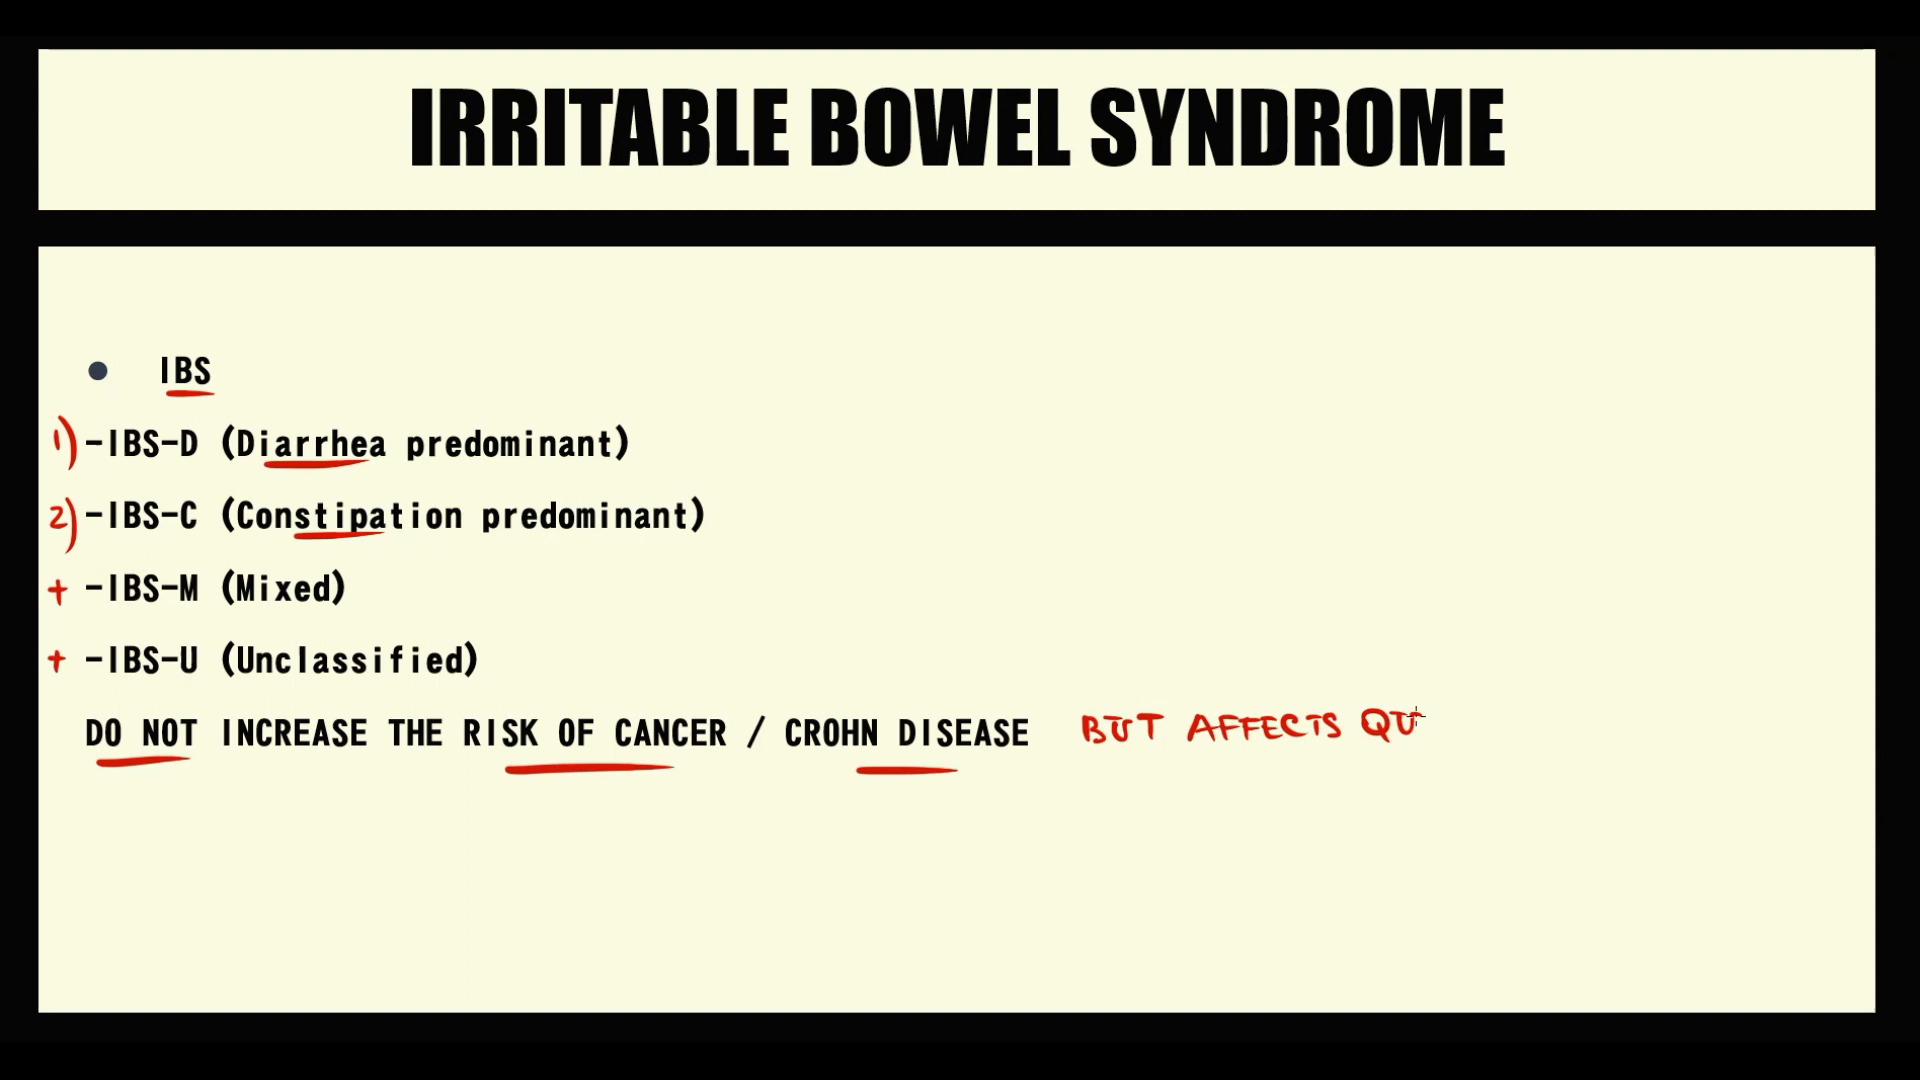 IRRITABLE BOWEL SYNDROME
● IBS
1) -IBS-D (Diarrhea predominant)
2) -IBS-C (Constipation predominant)
+ -IBS-M (Mixed)
+ -IBS-U (Unclassified)
DO NOT INCREASE THE RISK OF CANCER / CROHN DISEASE BUT AFFECTS QU